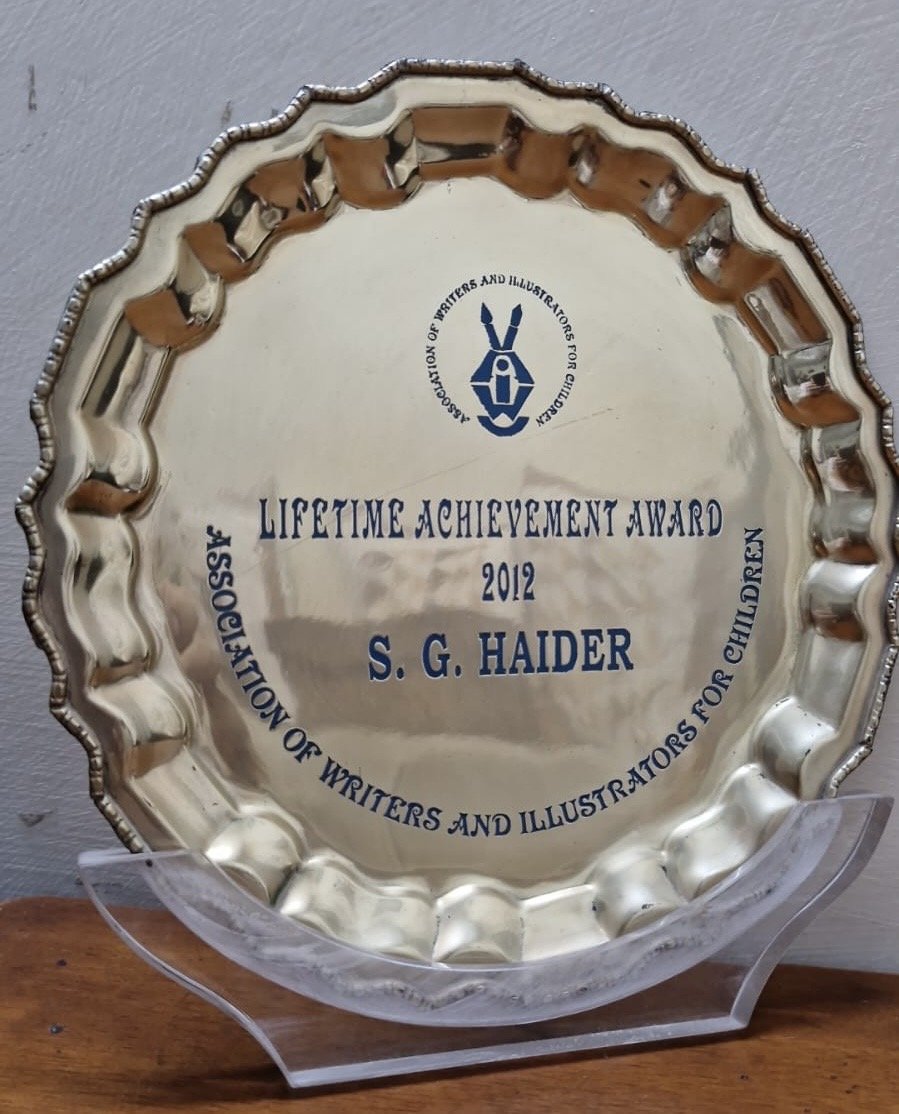 ASSOCIATION OF WRITERS AND ILLUSTRATORS FOR CHILDREN
LIFETIME ACHIEVEMENT AWARD
2012
S. G. HAIDER
ASSOCIATION OF WRITERS AND ILLUSTRATORS FOR CHILDREN